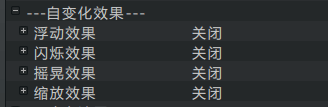 ---自变化效果---
浮动效果 关闭
闪烁效果 关闭
摇晃效果 关闭
缩放效果 关闭